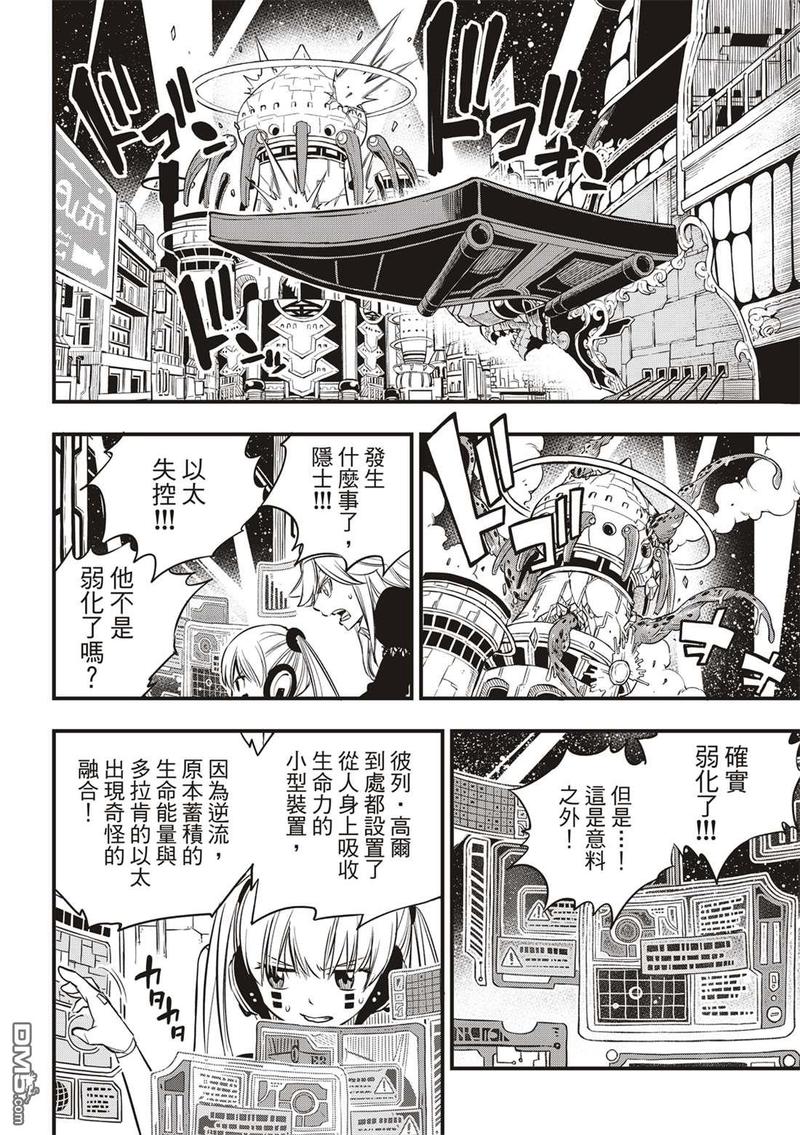 ドドドン
ドゴオン
發生
什麼事了，
隱士!!!
以太
失控!!!
他不是
弱化了嗎？
ドゴォ
確實
弱化了!!!
但是…！
這是意料
之外！
彼列・高爾
到處都設置了
從人身上吸收
生命力的
小型裝置，
因為逆流，
原本蓄積的
生命能量與
多拉肯的以太
出現奇怪的
融合！
カタカタ
DM5.com